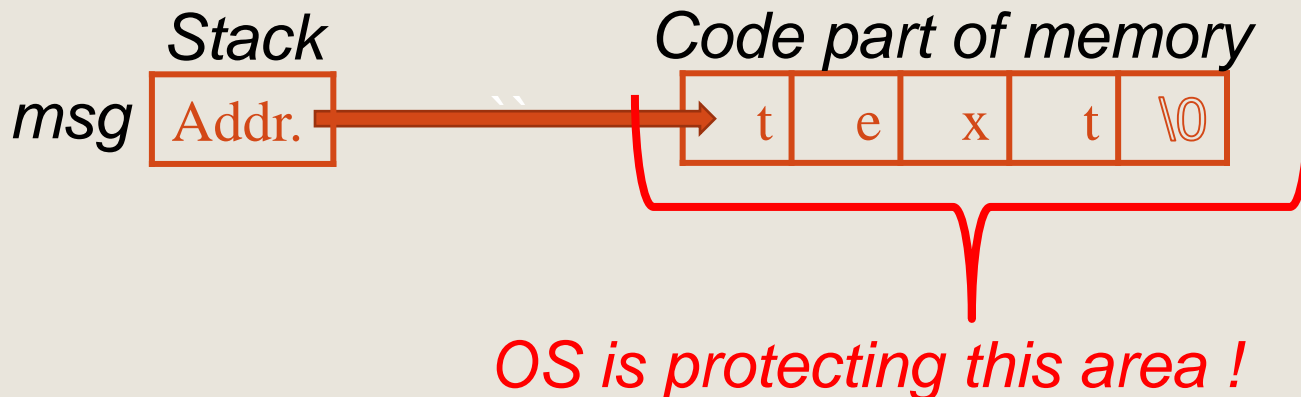 Stack
Code part of memory
msg
Addr.
``
t e x t \0
OS is protecting this area !